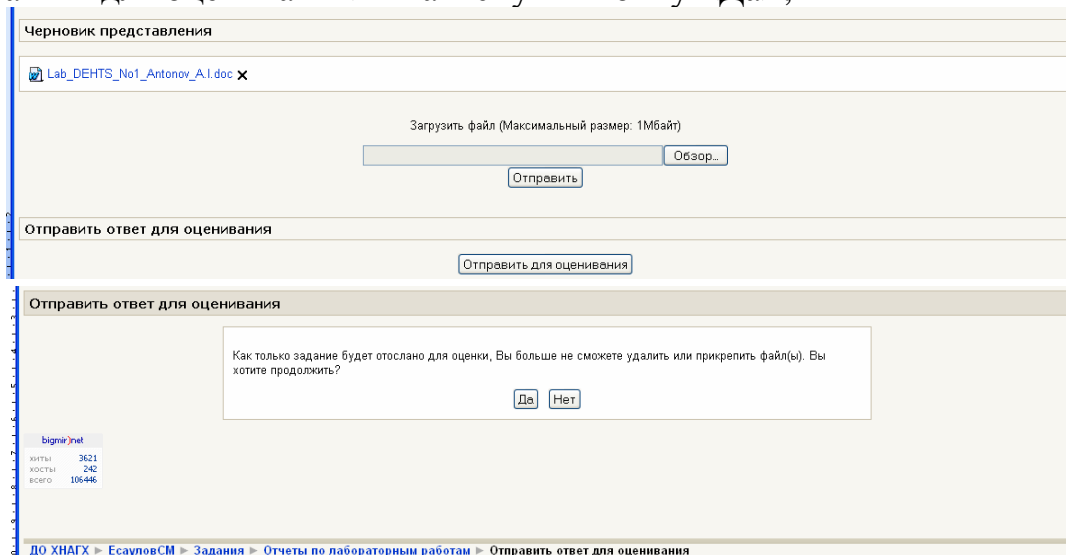 Черновик представления
Lab_DEHTS_No1_Antonov_A.I.doc
Загрузить файл (Максимальный размер: 1Мбайт)
Обзор...
Отправить
Отправить ответ для оценивания
Отправить для оценивания
Отправить ответ для оценивания
Как только задание будет отослано для оценки, Вы больше не сможете удалить или прикрепить файл(ы). Вы
хотите продолжить?
Да Нет
bigmir)net
хиты 3621
хосты 242
всего 106446
ДО ХНАГХ ► ЕсауловСМ ► Задания ► Отчеты по лабораторным работам ► Отправить ответ для оценивания